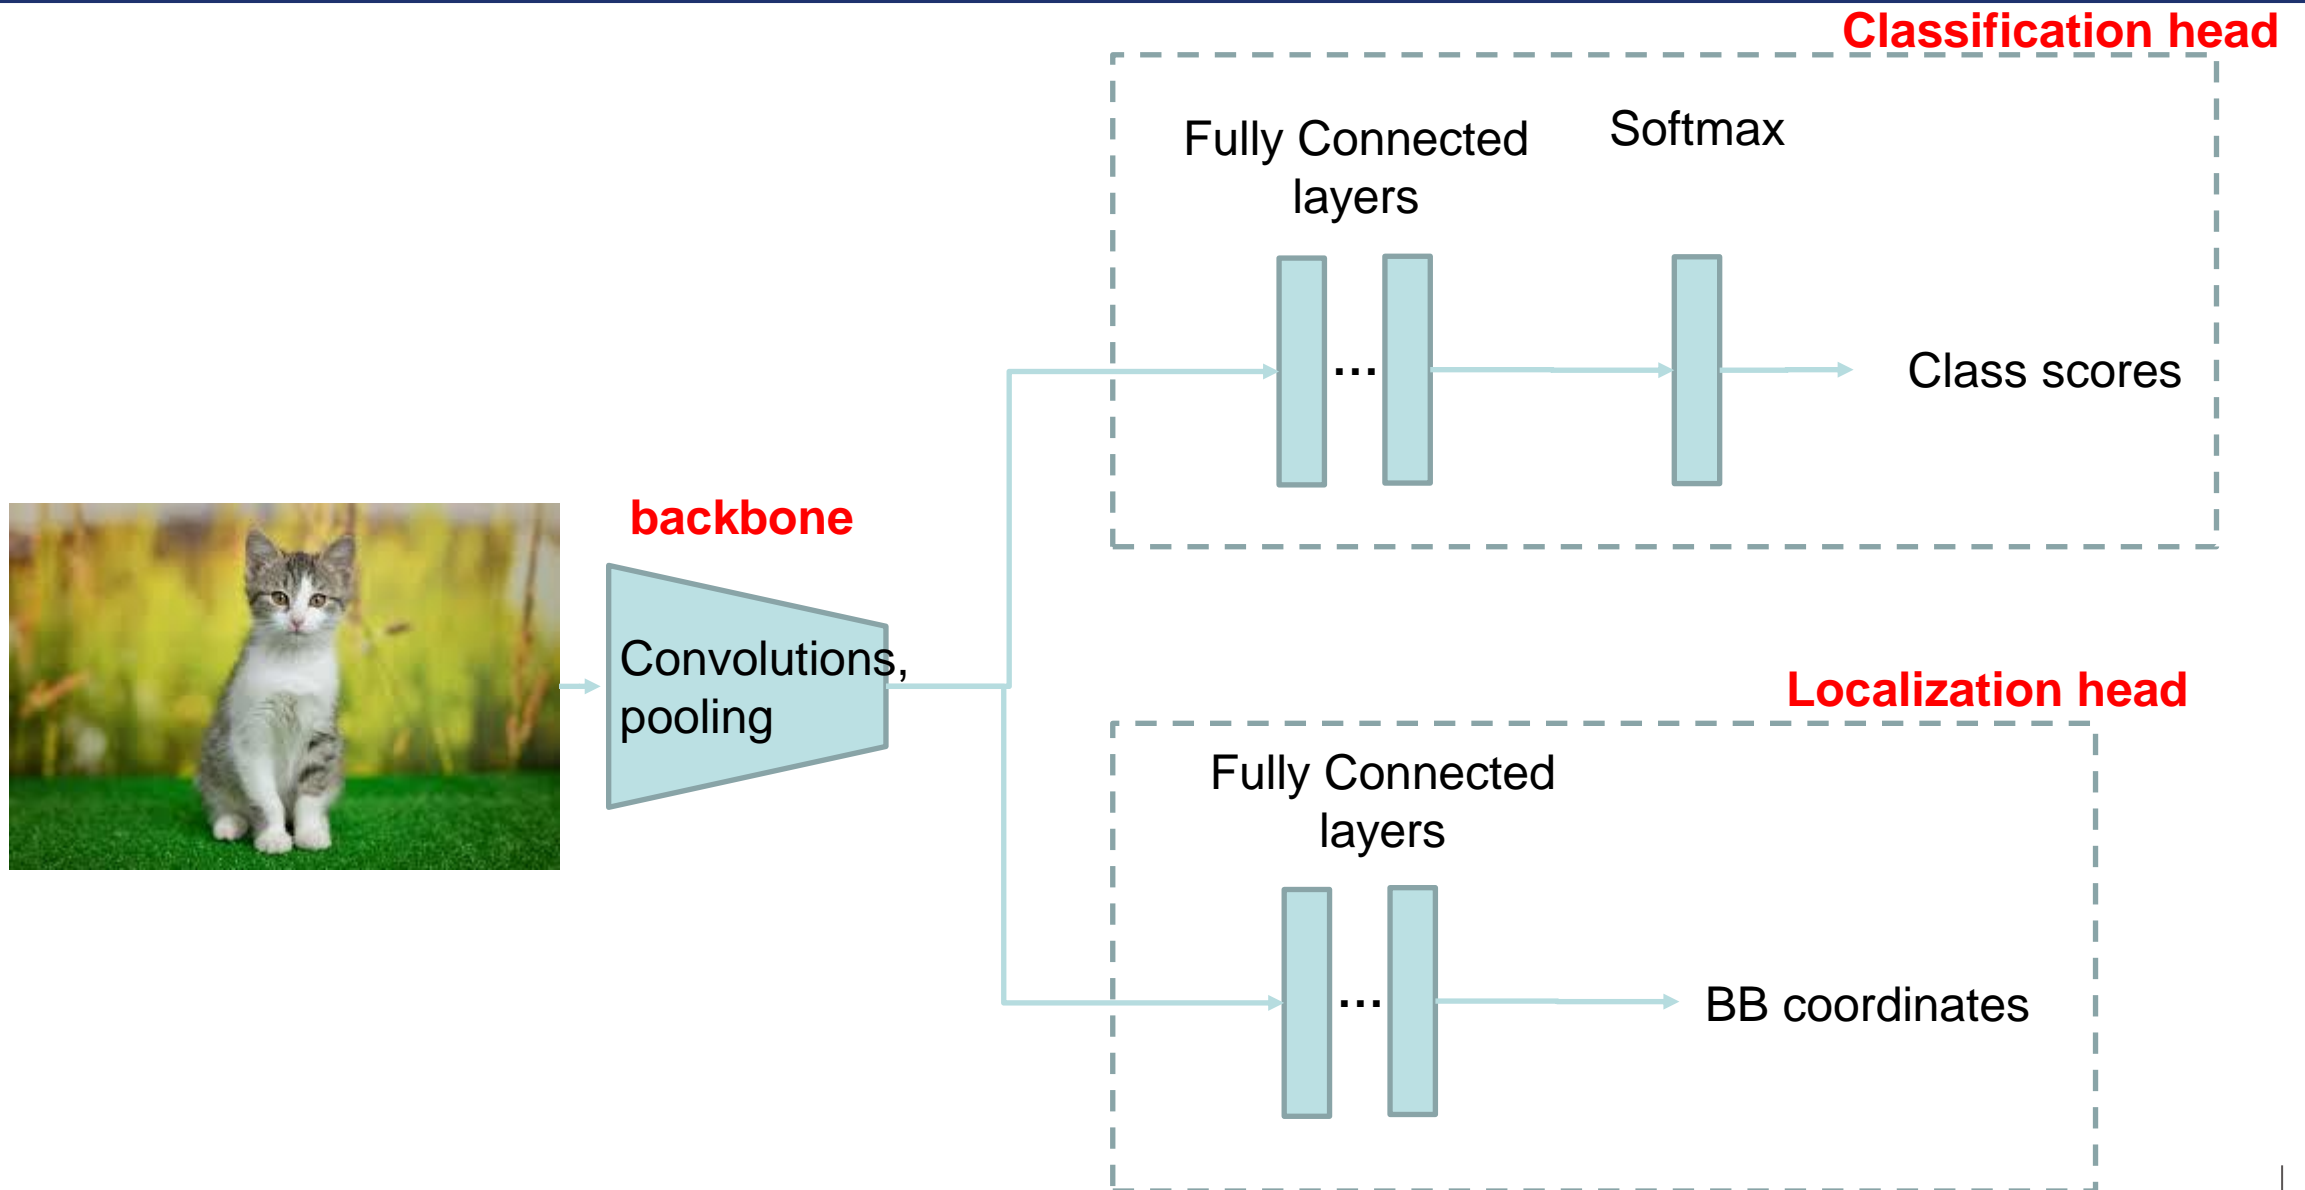 Classification head
Fully Connected
layers
Softmax
...
Class scores
backbone
Convolutions,
pooling
Localization head
Fully Connected
layers
...
BB coordinates